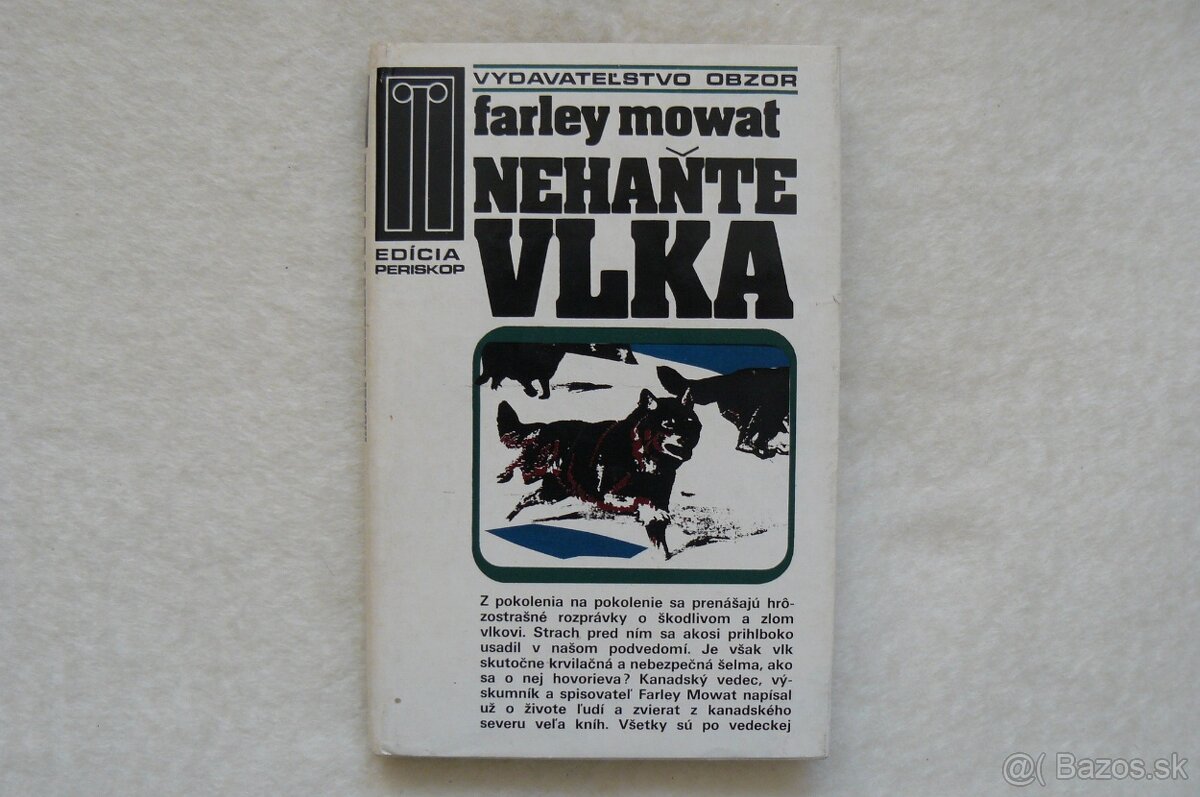 VYDAVATEĽSTVO OBZOR
farley mowat
NEHAŇTE
VLKA
EDÍCIA
PERISKOP
Z pokolenia na pokolenie sa prenášajú hrô-
zostrašné rozprávky o škodlivom a zlom
vlkovi. Strach pred ním sa akosi prihlboko
usadil v našom podvedomí. Je však vlk
skutočne krvilačná a nebezpečná šelma, ako
sa o nej hovorieva? Kanadský vedec, vý-
skumník a spisovateľ Farley Mowat napísal
už o živote ľudí a zvierat z kanadského
severu veľa kníh. Všetky sú po vedeckej
@( Bazos.sk